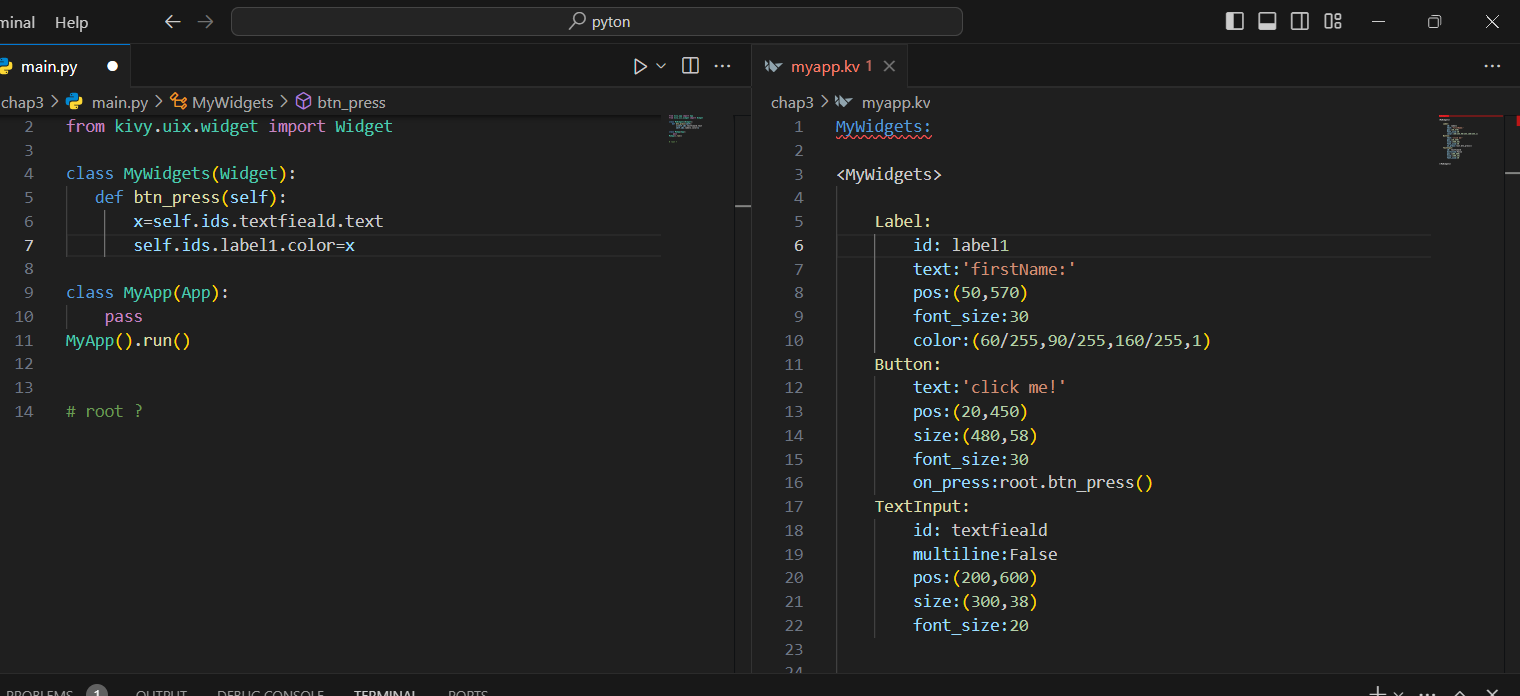 minal Help
pyton
main.py
myapp.kv 1
chap3 > main.py > MyWidgets > btn_press
2 from kivy.uix.widget import Widget
3
4 class MyWidgets(Widget):
5 def btn_press(self):
6 x=self.ids.textfieald.text
7 self.ids.label1.color=x
8
9 class MyApp(App):
10 pass
11 MyApp().run()
12
13
14 # root ?
chap3 > myapp.kv
1 MyWidgets:
2
3 <MyWidgets>
4
5 Label:
6 id: label1
7 text:'firstName:'
8 pos:(50,570)
9 font_size:30
10 color:(60/255,90/255,160/255,1)
11 Button:
12 text:'click me!'
13 pos:(20,450)
14 size:(480,58)
15 font_size:30
16 on_press:root.btn_press()
17 TextInput:
18 id: textfieald
19 multiline:False
20 pos:(200,600)
21 size:(300,38)
22 font_size:20
23
24
PROBLEMS 1 OUTPUT DEBUG CONSOLE TERMINAL PORTS